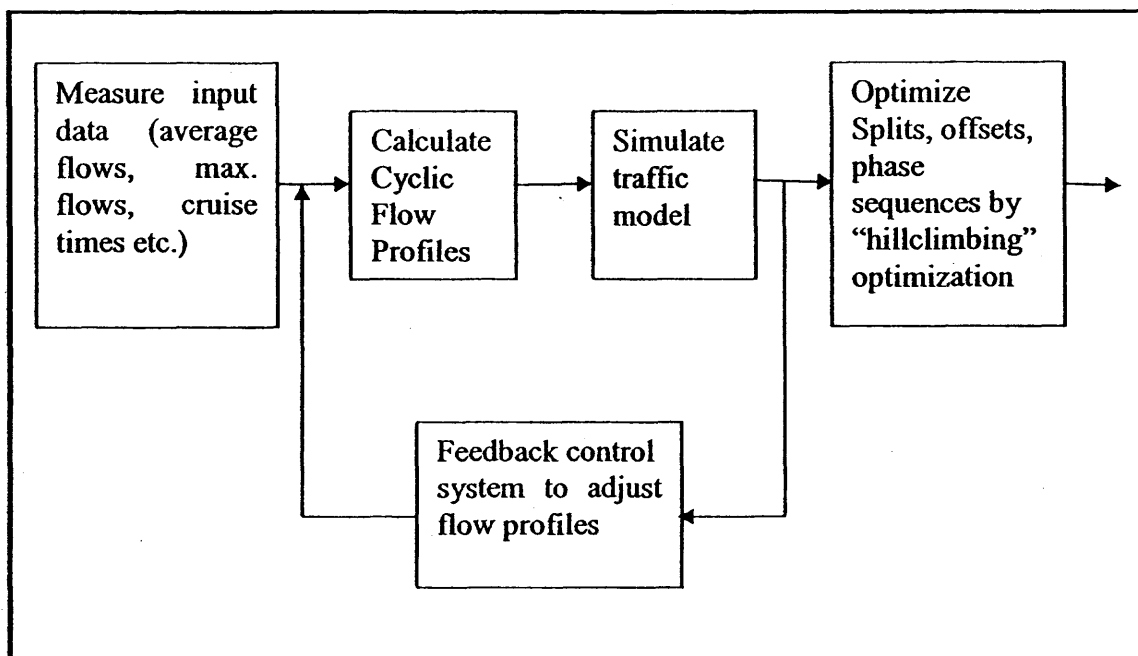 Measure input
data (average
flows, max.
flows, cruise
times etc.)
Calculate
Cyclic
Flow
Profiles
Simulate
traffic
model
Optimize
Splits, offsets,
phase
sequences by
“hillclimbing”
optimization
Feedback control
system to adjust
flow profiles